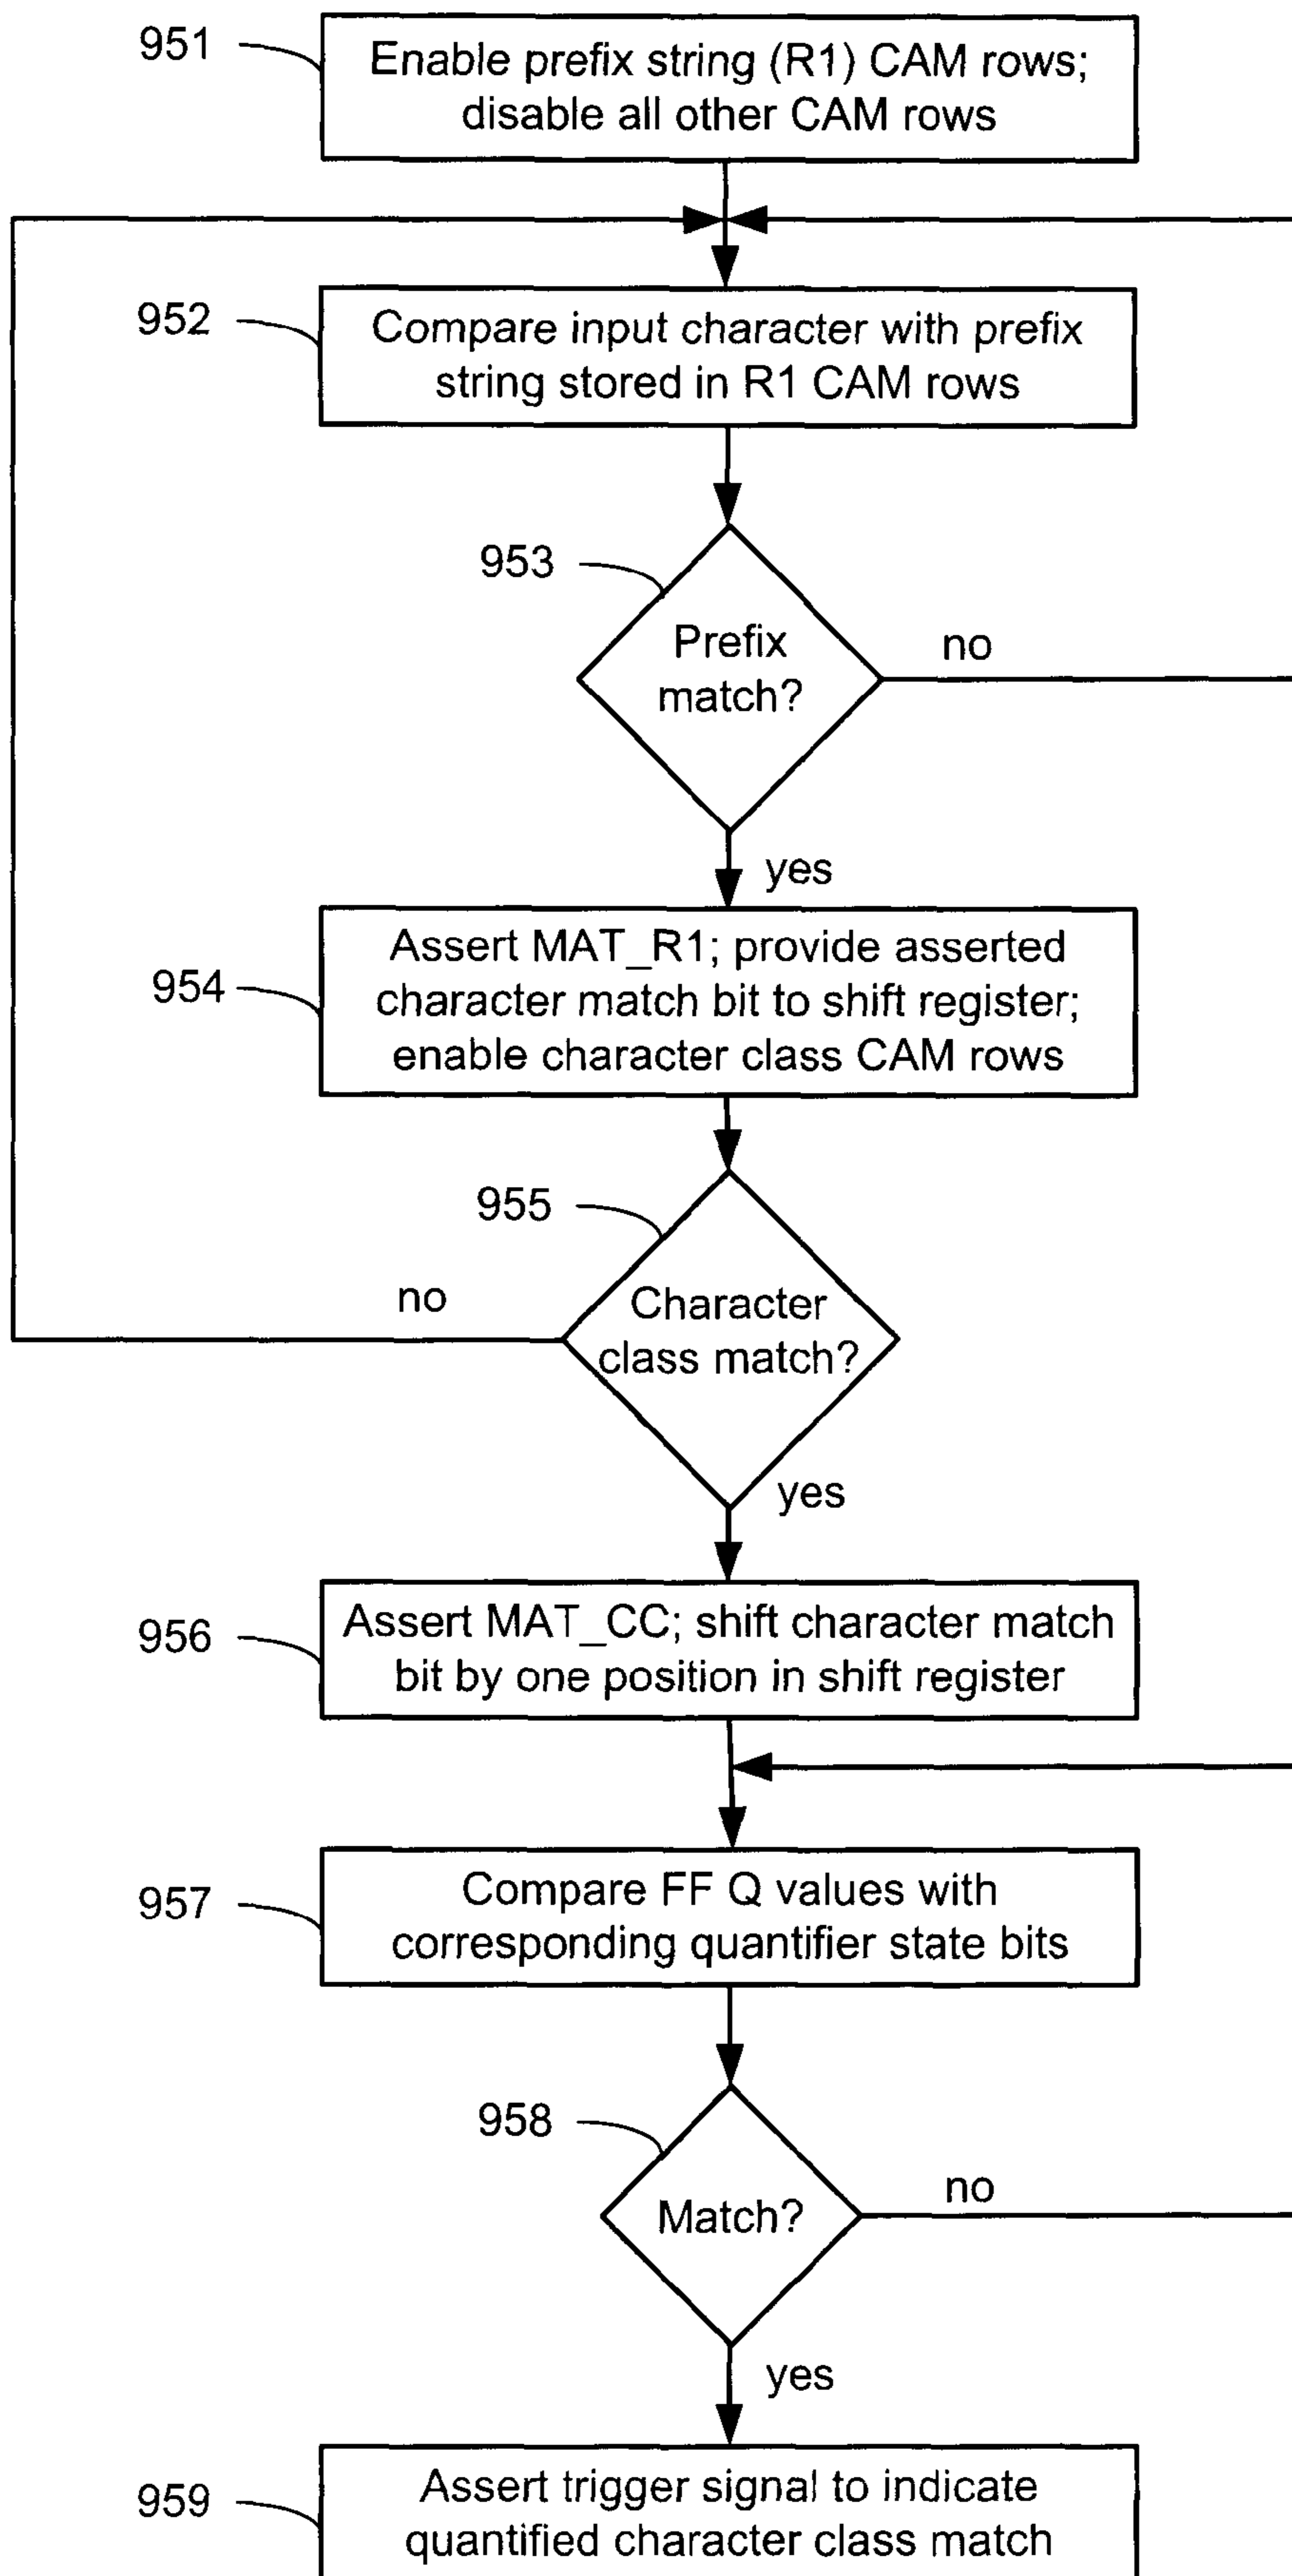 951
Enable prefix string (R1) CAM rows;
disable all other CAM rows
952
Compare input character with prefix
string stored in R1 CAM rows
953
Prefix
match?
no
yes
954
Assert MAT_R1; provide asserted
character match bit to shift register;
enable character class CAM rows
955
Character
class match?
no
yes
956
Assert MAT_CC; shift character match
bit by one position in shift register
957
Compare FF Q values with
corresponding quantifier state bits
958
Match?
no
yes
959
Assert trigger signal to indicate
quantified character class match